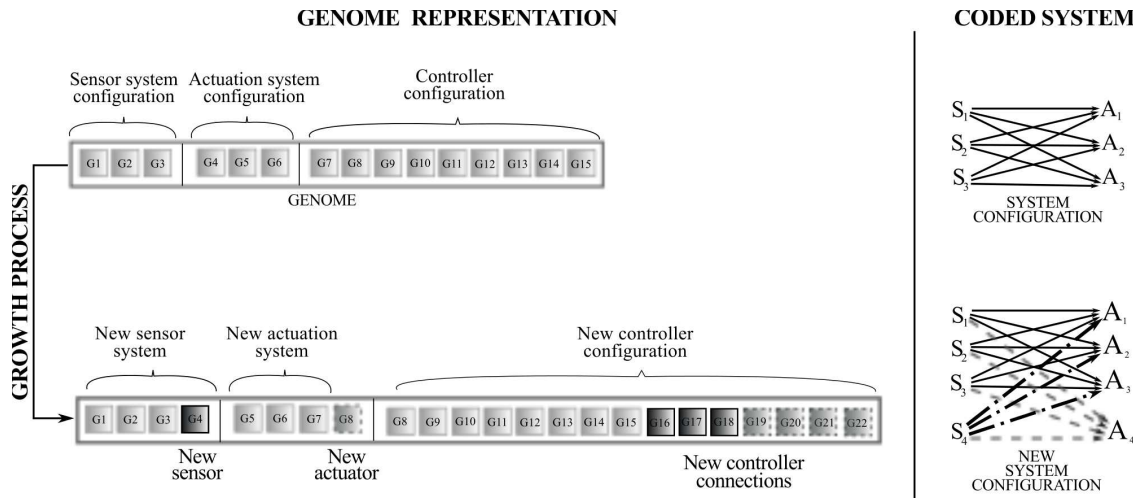 GENOME REPRESENTATION
CODED SYSTEM
Sensor system
configuration
Actuation system
configuration
Controller
configuration
G1 G2 G3 G4 G5 G6 G7 G8 G9 G10 G11 G12 G13 G14 G15
GENOME
S1 A1
S2 A2
S3 A3
SYSTEM
CONFIGURATION
GROWTH PROCESS
New sensor
system
New actuation
system
New controller
configuration
G1 G2 G3 G4 G5 G6 G7 G8 G8 G9 G10 G11 G12 G13 G14 G15 G16 G17 G18 G19 G20 G21 G22
New
sensor
New
actuator
New controller
connections
S1 A1
S2 A2
S3 A3
S4 A4
NEW
SYSTEM
CONFIGURATION